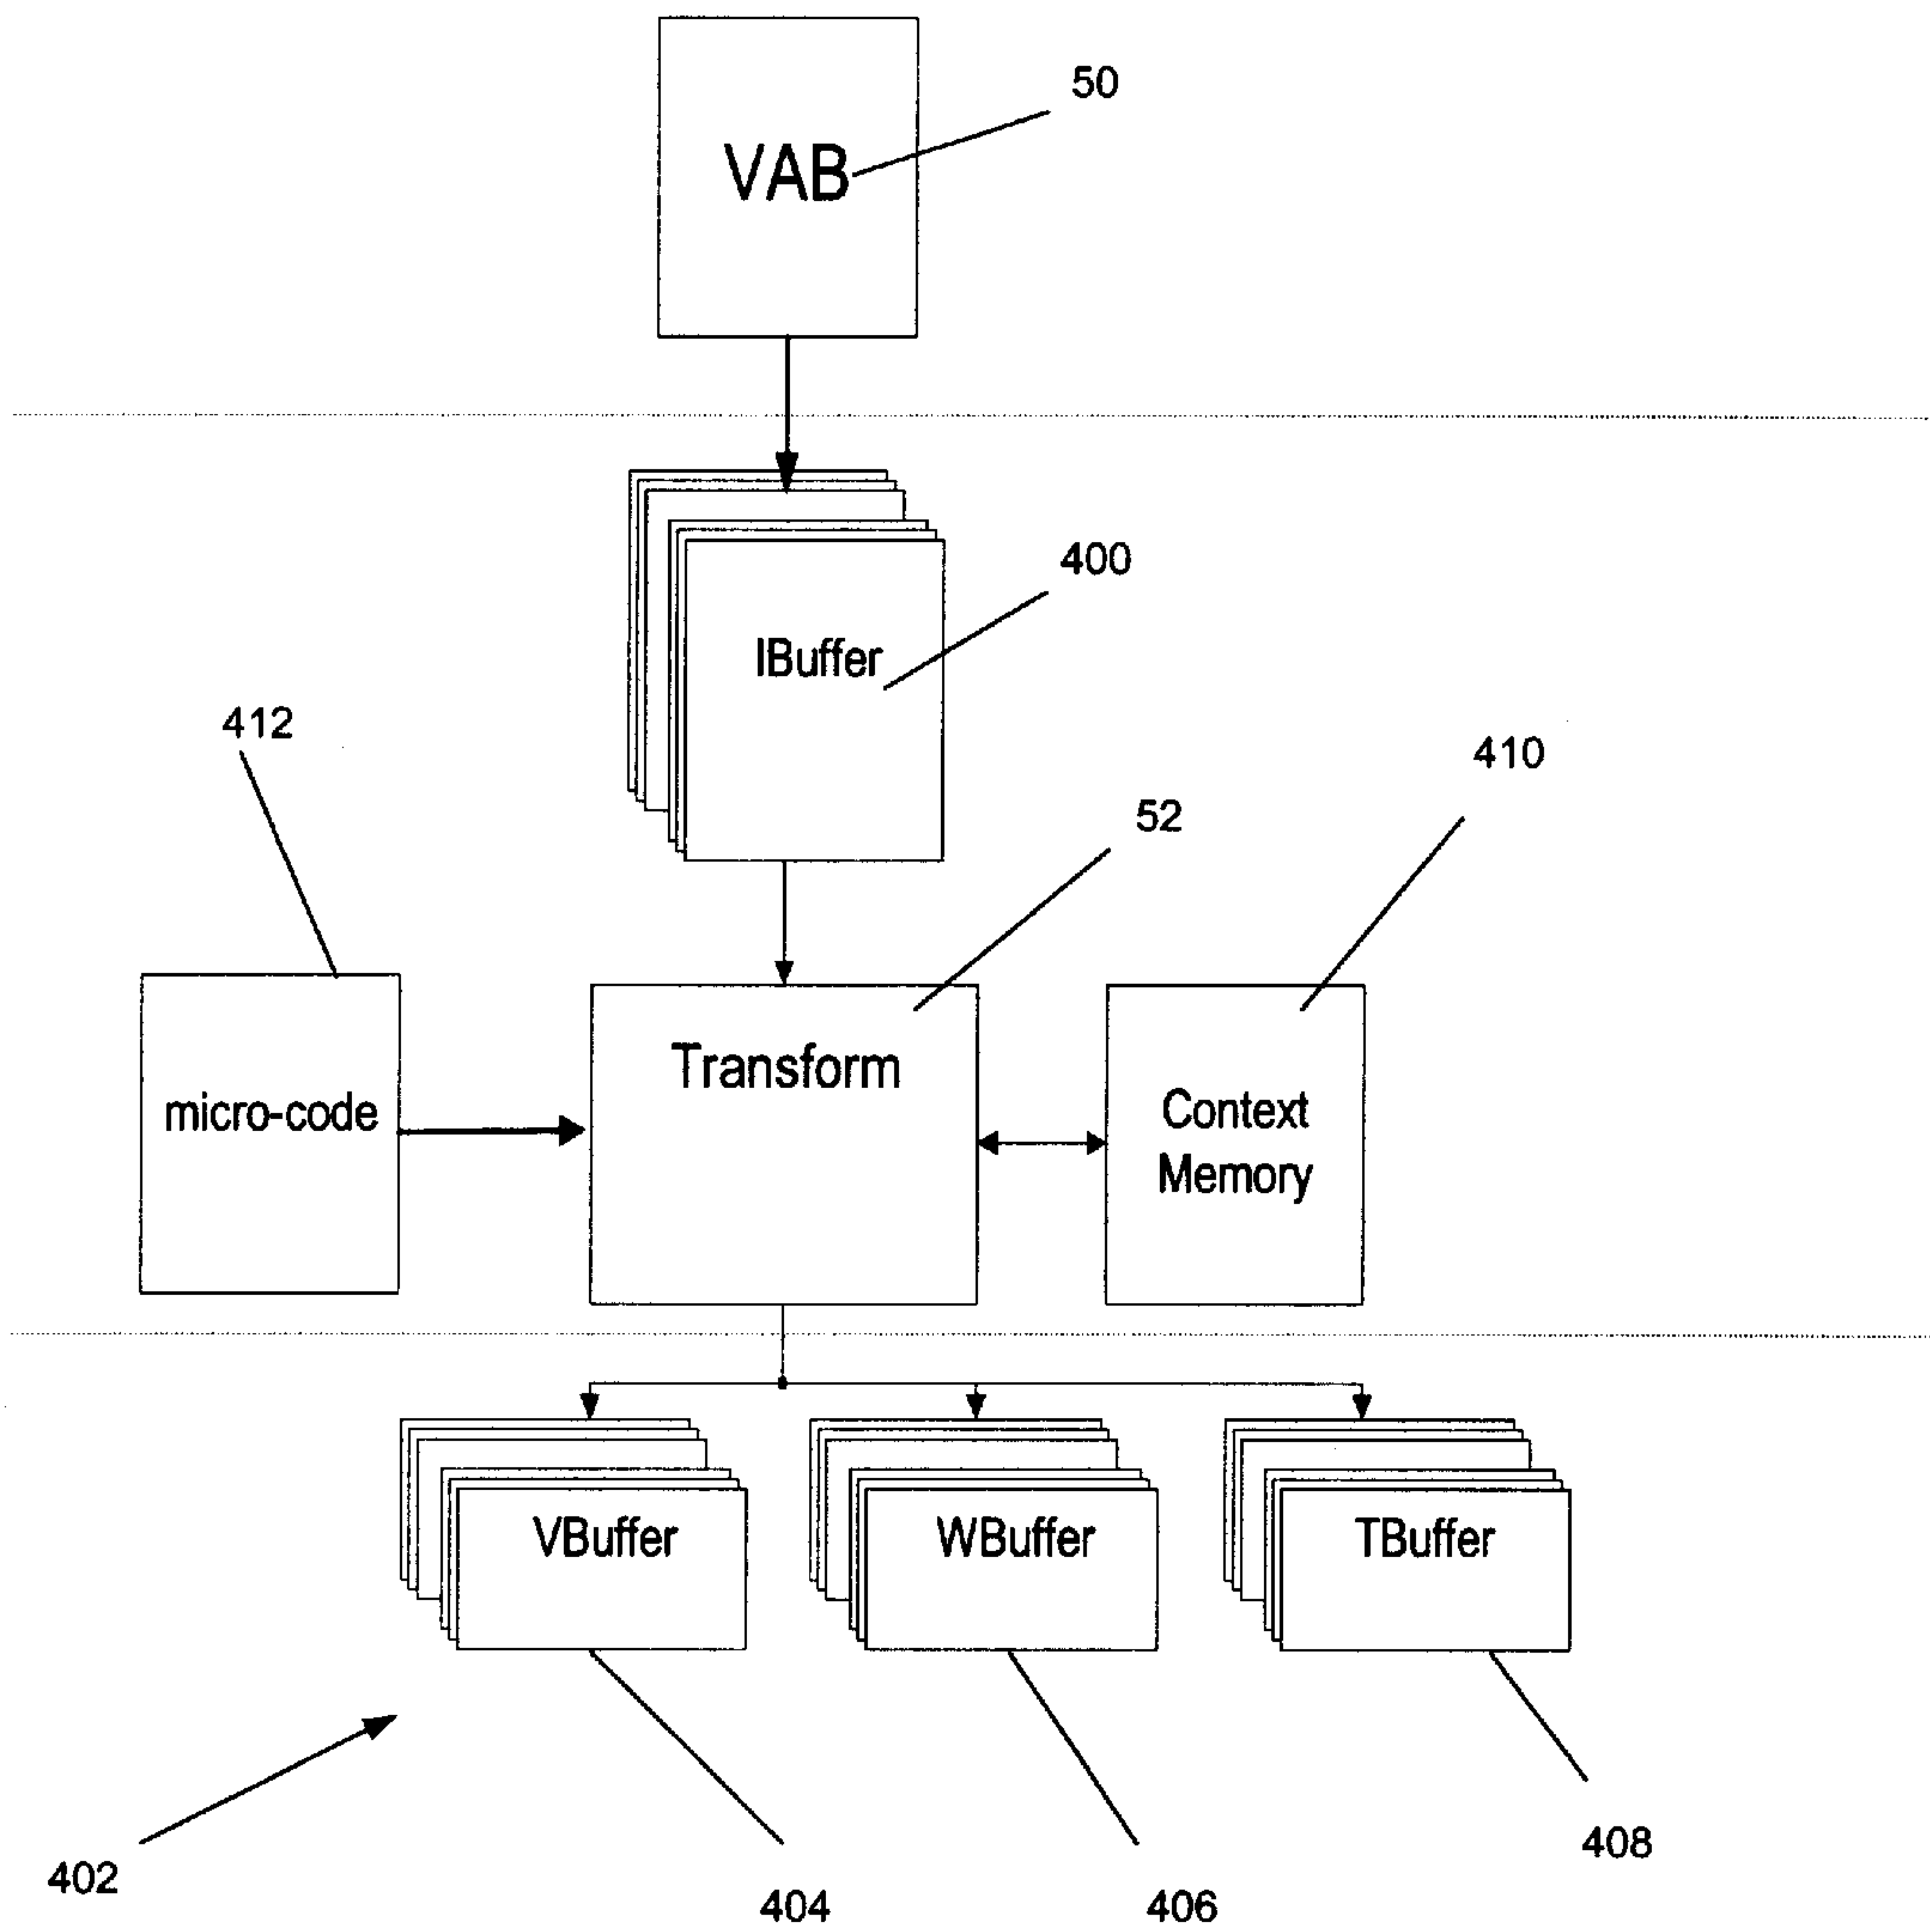 50
VAB
400
IBuffer
412
410
52
Transform
micro-code
Context
Memory
VBuffer
WBuffer
TBuffer
408
402
404
406